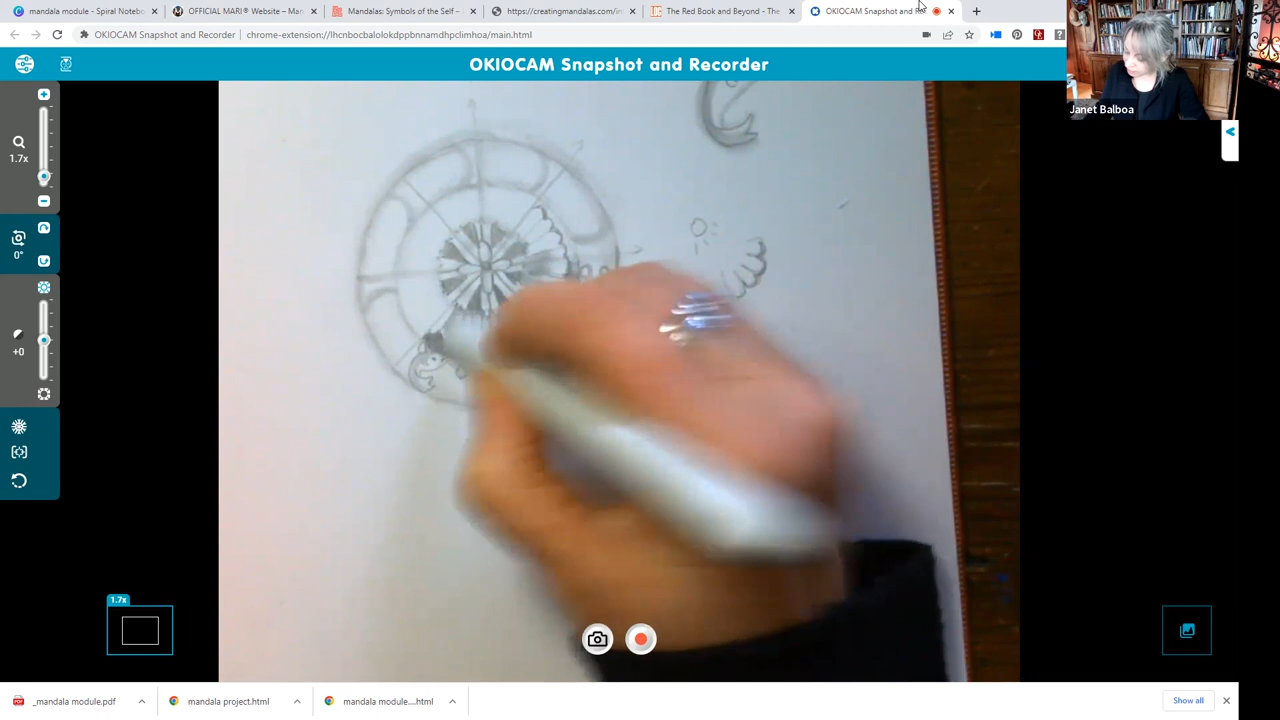 mandala module - Spiral Notebo
OFFICIAL MARI ® Website – Man
Mandalas: Symbols of the Self –
https://creatingmandalas.com/in
The Red Book and Beyond - The
OKIOCAM Snapshot and Re
OKIOCAM Snapshot and Recorder | chrome-extension://lhcnbocbalolokdppbnnamdhpclimhoa/main.html
OKIOCAM Snapshot and Recorder
Janet Balboa
1.7x
0°
+0
1.7x
_mandala module.pdf
mandala project.html
mandala module....html
Show all